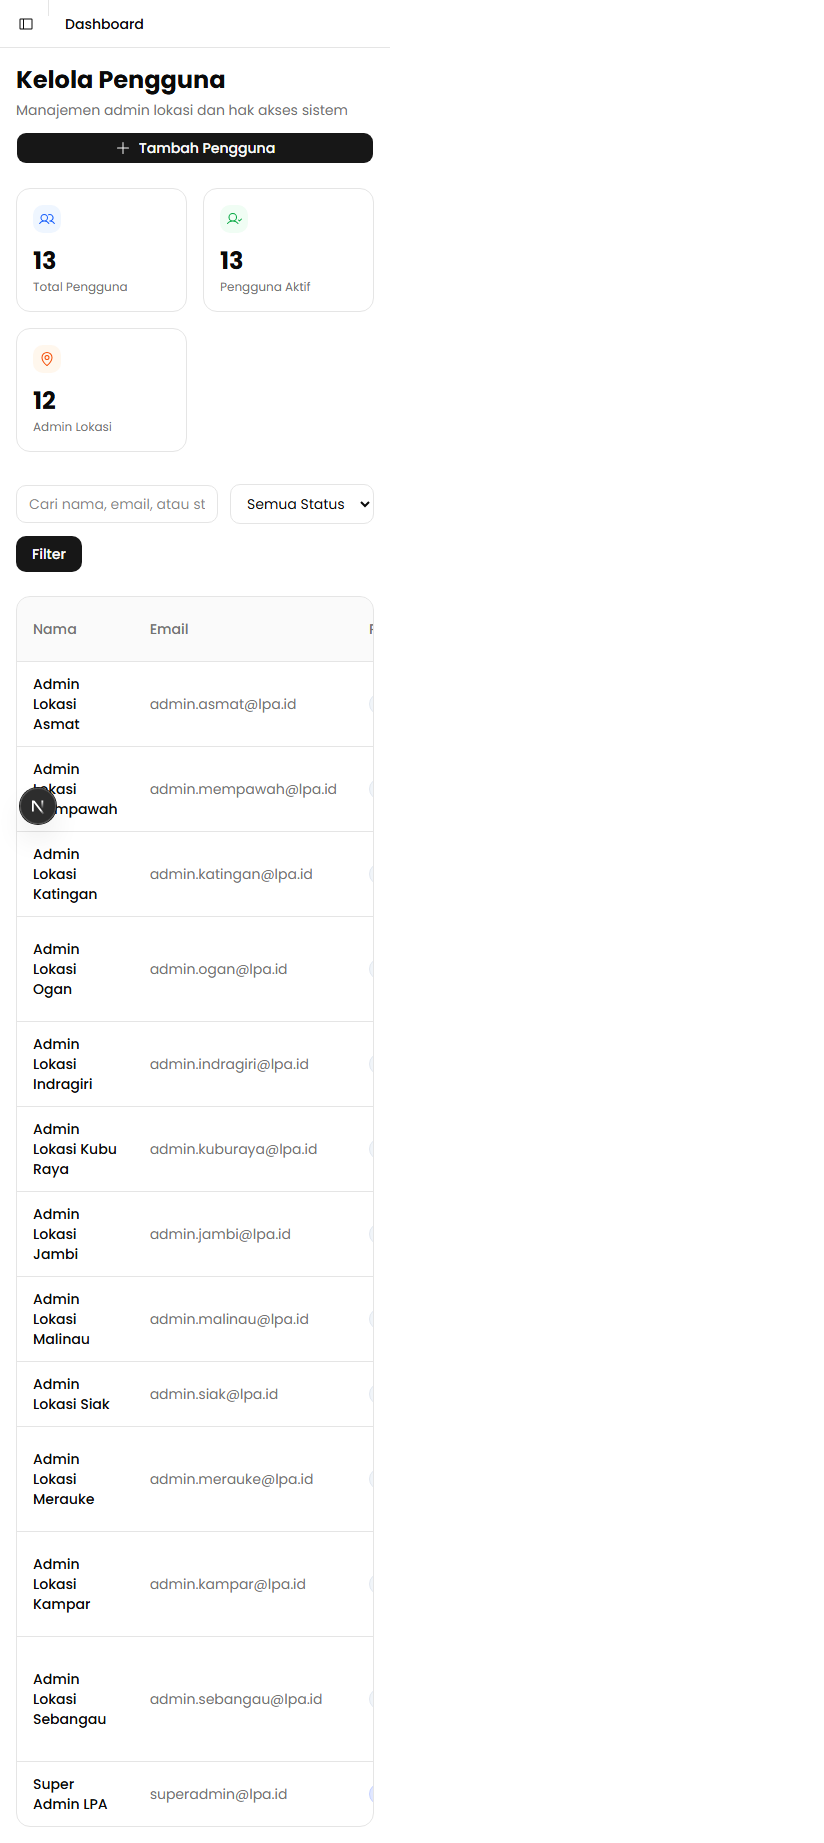 Dashboard
Kelola Pengguna
Manajemen admin lokasi dan hak akses sistem
Tambah Pengguna
13
Total Pengguna
13
Pengguna Aktif
12
Admin Lokasi
Cari nama, email, atau st
Semua Status
Filter
Nama Email
Admin
Lokasi
Asmat
admin.asmat@lpa.id
Admin
Lokasi
mpawah
admin.mempawah@lpa.id
N
Admin
Lokasi
Katingan
admin.katingan@lpa.id
Admin
Lokasi
Ogan
admin.ogan@lpa.id
Admin
Lokasi
Indragiri
admin.indragiri@lpa.id
Admin
Lokasi Kubu
Raya
admin.kuburaya@lpa.id
Admin
Lokasi
Jambi
admin.jambi@lpa.id
Admin
Lokasi
Malinau
admin.malinau@lpa.id
Admin
Lokasi Siak
admin.siak@lpa.id
Admin
Lokasi
Merauke
admin.merauke@lpa.id
Admin
Lokasi
Kampar
admin.kampar@lpa.id
Admin
Lokasi
Sebangau
admin.sebangau@lpa.id
Super
Admin LPA
superadmin@lpa.id